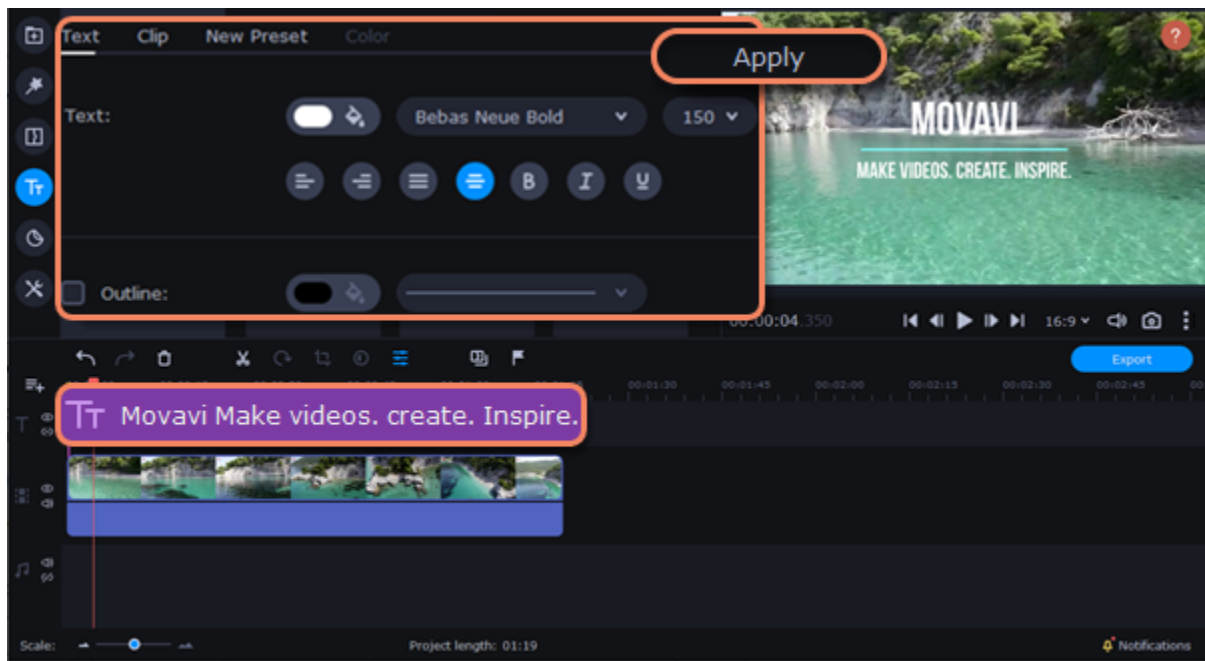 Text Clip New Preset Color
Apply
?
Text:
Bebas Neue Bold
150
B I U
Outline:
MOVAVI
MAKE VIDEOS. CREATE. INSPIRE.
00:00:04.350
16:9
Export
00:01:30 00:01:45 00:02:00 00:02:15 00:02:30 00:02:45
Tт Movavi Make videos. create. Inspire.
Scale:
Project length: 01:19
Notifications